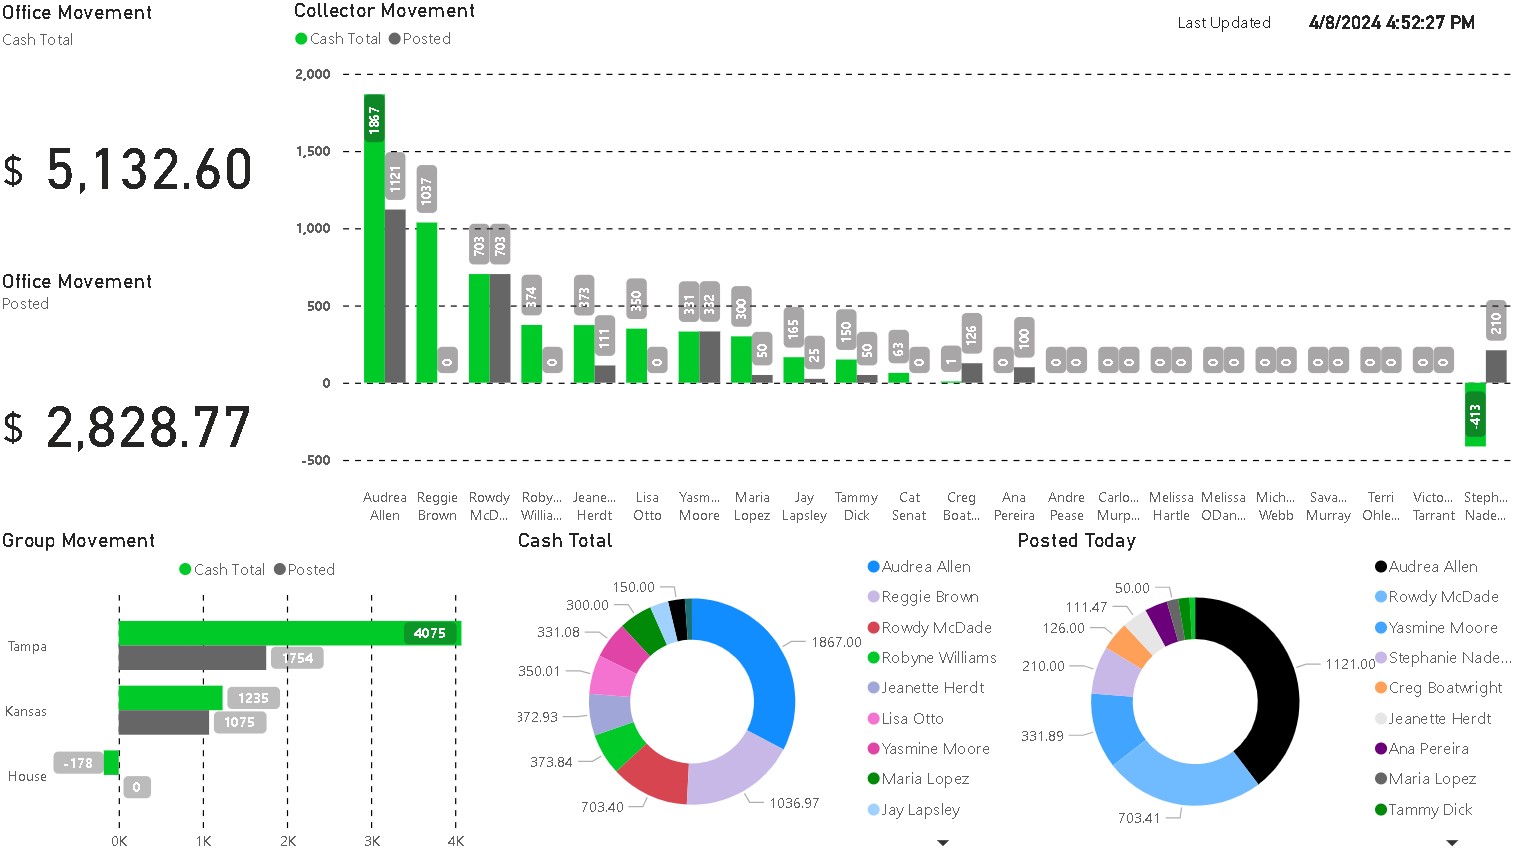 Office Movement
Cash Total
$ 5,132.60
Office Movement
Posted
$ 2,828.77
Collector Movement
Cash Total Posted
Last Updated 4/8/2024 4:52:27 PM
2,000
1,500
1,000
500
0
-500
1867 1121 1037 0 703 703 374 0 373 111 350 0 331 332 300 50 165 25 150 50 63 0 1 126 0 100 0 0 0 0 0 0 0 0 0 0 0 0 0 0 0 0 -413 210
Audrea Reggie Rowdy Roby... Jeane... Lisa Yasm... Maria Jay Tammy Cat Creg Ana Andre Carlo... Melissa Melissa Mich... Sava... Terri Victo... Steph...
Allen Brown McD... Willia... Herdt Otto Moore Lopez Lapsley Dick Senat Boat... Pereira Pease Murp... Hartle ODan... Webb Murray Ohle... Tarrant Nade...
Group Movement
Cash Total Posted
Tampa 4075
1754
Kansas 1235
1075
House -178
0
0K 1K 2K 3K 4K
Cash Total
150.00
300.00
331.08
350.01
372.93
373.84
703.40
1036.97
1867.00
Audrea Allen
Reggie Brown
Rowdy McDade
Robyne Williams
Jeanette Herdt
Lisa Otto
Yasmine Moore
Maria Lopez
Jay Lapsley
Posted Today
50.00
111.47
126.00
210.00
331.89
703.41
1121.00
Audrea Allen
Rowdy McDade
Yasmine Moore
Stephanie Nade...
Creg Boatwright
Jeanette Herdt
Ana Pereira
Maria Lopez
Tammy Dick